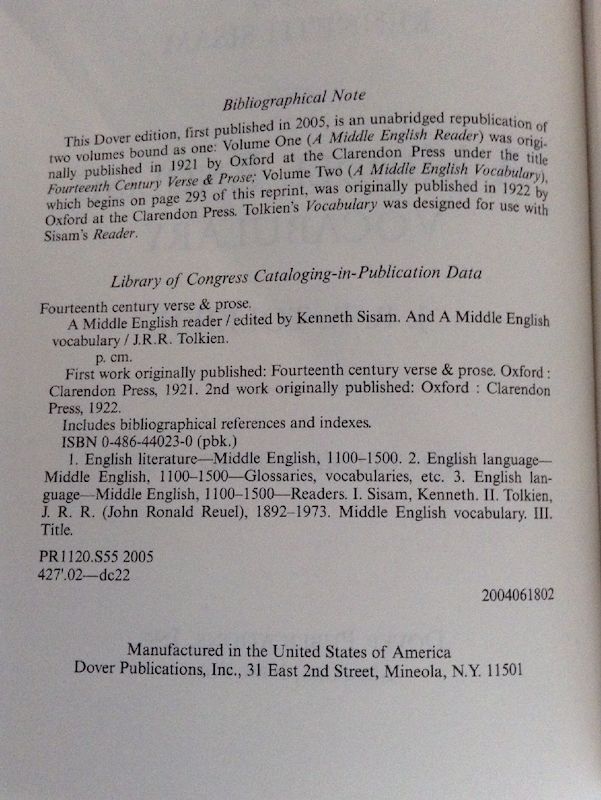 Bibliographical Note
This Dover edition, first published in 2005, is an unabridged republication of
two volumes bound as one: Volume One (A Middle English Reader) was origi-
nally published in 1921 by Oxford at the Clarendon Press under the title
Fourteenth Century Verse & Prose; Volume Two (A Middle English Vocabulary),
which begins on page 293 of this reprint, was originally published in 1922 by
Oxford at the Clarendon Press. Tolkien's Vocabulary was designed for use with
Sisam's Reader.
Library of Congress Cataloging-in-Publication Data
Fourteenth century verse & prose.
A Middle English reader / edited by Kenneth Sisam. And A Middle English
vocabulary / J.R.R. Tolkien.
p. cm.
First work originally published: Fourteenth century verse & prose. Oxford :
Clarendon Press, 1921. 2nd work originally published: Oxford : Clarendon
Press, 1922.
Includes bibliographical references and indexes.
ISBN 0-486-44023-0 (pbk.)
1. English literature—Middle English, 1100–1500. 2. English language—
Middle English, 1100–1500—Glossaries, vocabularies, etc. 3. English lan-
guage—Middle English, 1100–1500—Readers. I. Sisam, Kenneth. II. Tolkien,
J. R. R. (John Ronald Reuel), 1892–1973. Middle English vocabulary. III.
Title.
PR1120.S55 2005
427'.02—dc22
2004061802
Manufactured in the United States of America
Dover Publications, Inc., 31 East 2nd Street, Mineola, N.Y. 11501